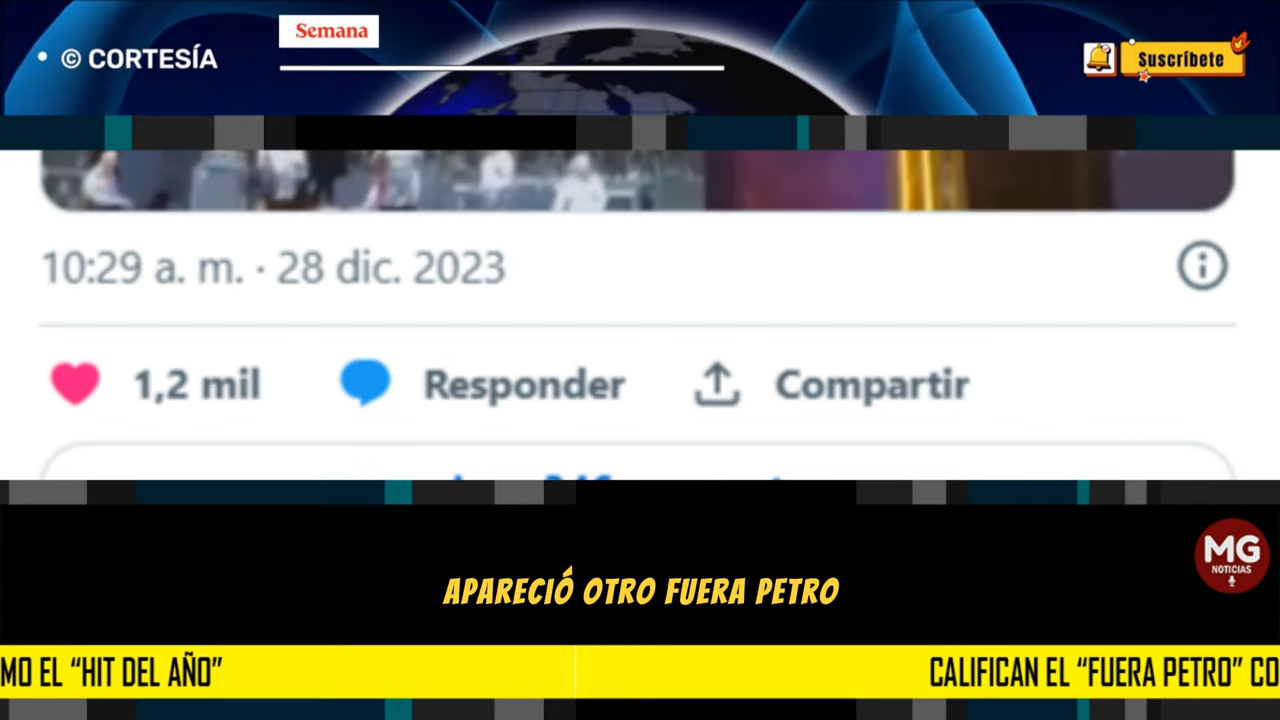 Semana
• © CORTESÍA
Suscríbete
10:29 a. m. · 28 dic. 2023
1,2 mil
Responder
Compartir
MG
NOTICIAS
APARECIÓ OTRO FUERA PETRO
MO EL “HIT DEL AÑO”
CALIFICAN EL “FUERA PETRO” CO